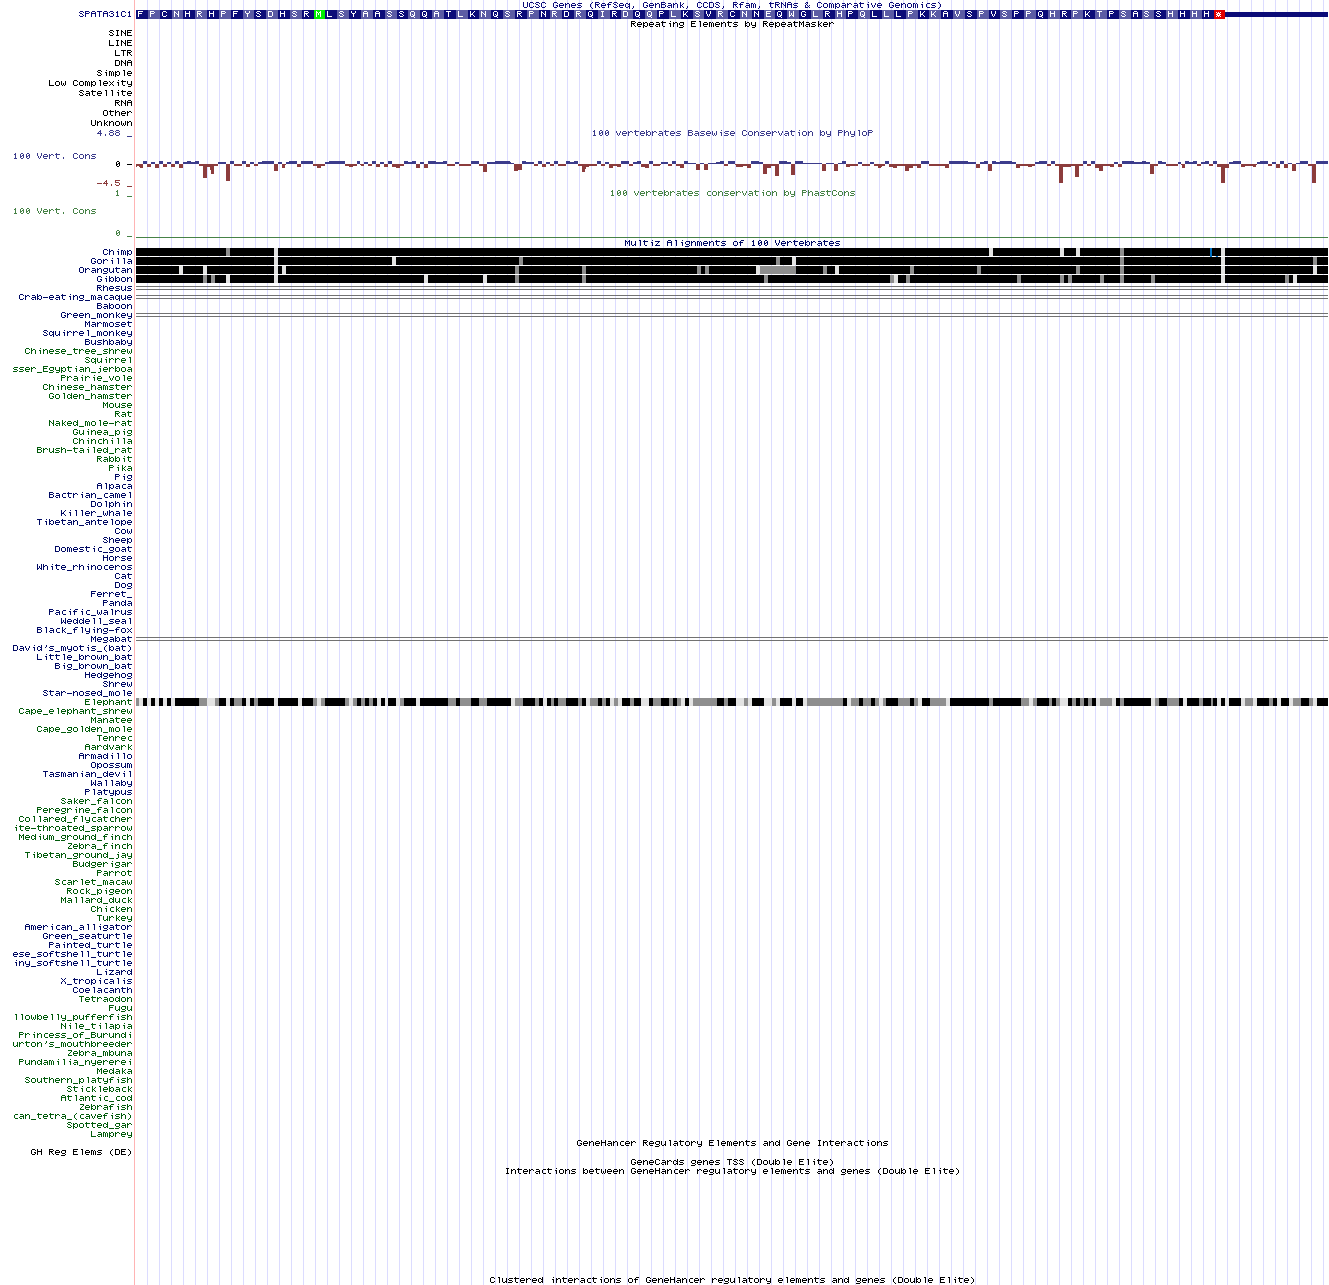 UCSC Genes (RefSeq, GenBank, CCDS, Rfam, tRNAs & Comparative Genomics)
SPATA31C1 F P C N H R H P F Y S D H S R M L S Y A A S S Q Q A T L K N Q S R P N R D R Q I R D Q Q P L K S V R C N N E Q W G L R H P Q L L L P K K A V S P V S P P Q H R P K T P S A S S H H H H *
Repeating Elements by RepeatMasker
SINE
LINE
LTR
DNA
Simple
Low Complexity
Satellite
RNA
Other
Unknown
4.88 _
100 vertebrates Basewise Conservation by PhyloP
100 Vert. Cons
0 _
-4.5 _
100 vertebrates conservation by PhastCons
1 _
100 Vert. Cons
0 _
Multiz Alignments of 100 Vertebrates
Chimp
Gorilla
Orangutan
Gibbon
Rhesus
Crab-eating_macaque
Baboon
Green_monkey
Marmoset
Squirrel_monkey
Bushbaby
Chinese_tree_shrew
Squirrel
sser_Egyptian_jerboa
Prairie_vole
Chinese_hamster
Golden_hamster
Mouse
Rat
Naked_mole-rat
Guinea_pig
Chinchilla
Brush-tailed_rat
Rabbit
Pika
Pig
Alpaca
Bactrian_camel
Dolphin
Killer_whale
Tibetan_antelope
Cow
Sheep
Domestic_goat
Horse
White_rhinoceros
Cat
Dog
Ferret_
Panda
Pacific_walrus
Weddell_seal
Black_flying-fox
Megabat
David's_myotis_(bat)
Little_brown_bat
Big_brown_bat
Hedgehog
Shrew
Star-nosed_mole
Elephant
Cape_elephant_shrew
Manatee
Cape_golden_mole
Tenrec
Aardvark
Armadillo
Opossum
Tasmanian_devil
Wallaby
Platypus
Saker_falcon
Peregrine_falcon
Collared_flycatcher
ite-throated_sparrow
Medium_ground_finch
Zebra_finch
Tibetan_ground_jay
Budgerigar
Parrot
Scarlet_macaw
Rock_pigeon
Mallard_duck
Chicken
Turkey
American_alligator
Green_seaturtle
Painted_turtle
ese_softshell_turtle
iny_softshell_turtle
Lizard
X_tropicalis
Coelacanth
Tetraodon
Fugu
llowbelly_pufferfish
Nile_tilapia
Princess_of_Burundi
urton's_mouthbreeder
Zebra_mbuna
Pundamilia_nyererei
Medaka
Southern_platyfish
Stickleback
Atlantic_cod
Zebrafish
can_tetra_(cavefish)
Spotted_gar
Lamprey
GeneHancer Regulatory Elements and Gene Interactions
GH Reg Elems (DE)
GeneCards genes TSS (Double Elite)
Interactions between GeneHancer regulatory elements and genes (Double Elite)
Clustered interactions of GeneHancer regulatory elements and genes (Double Elite)